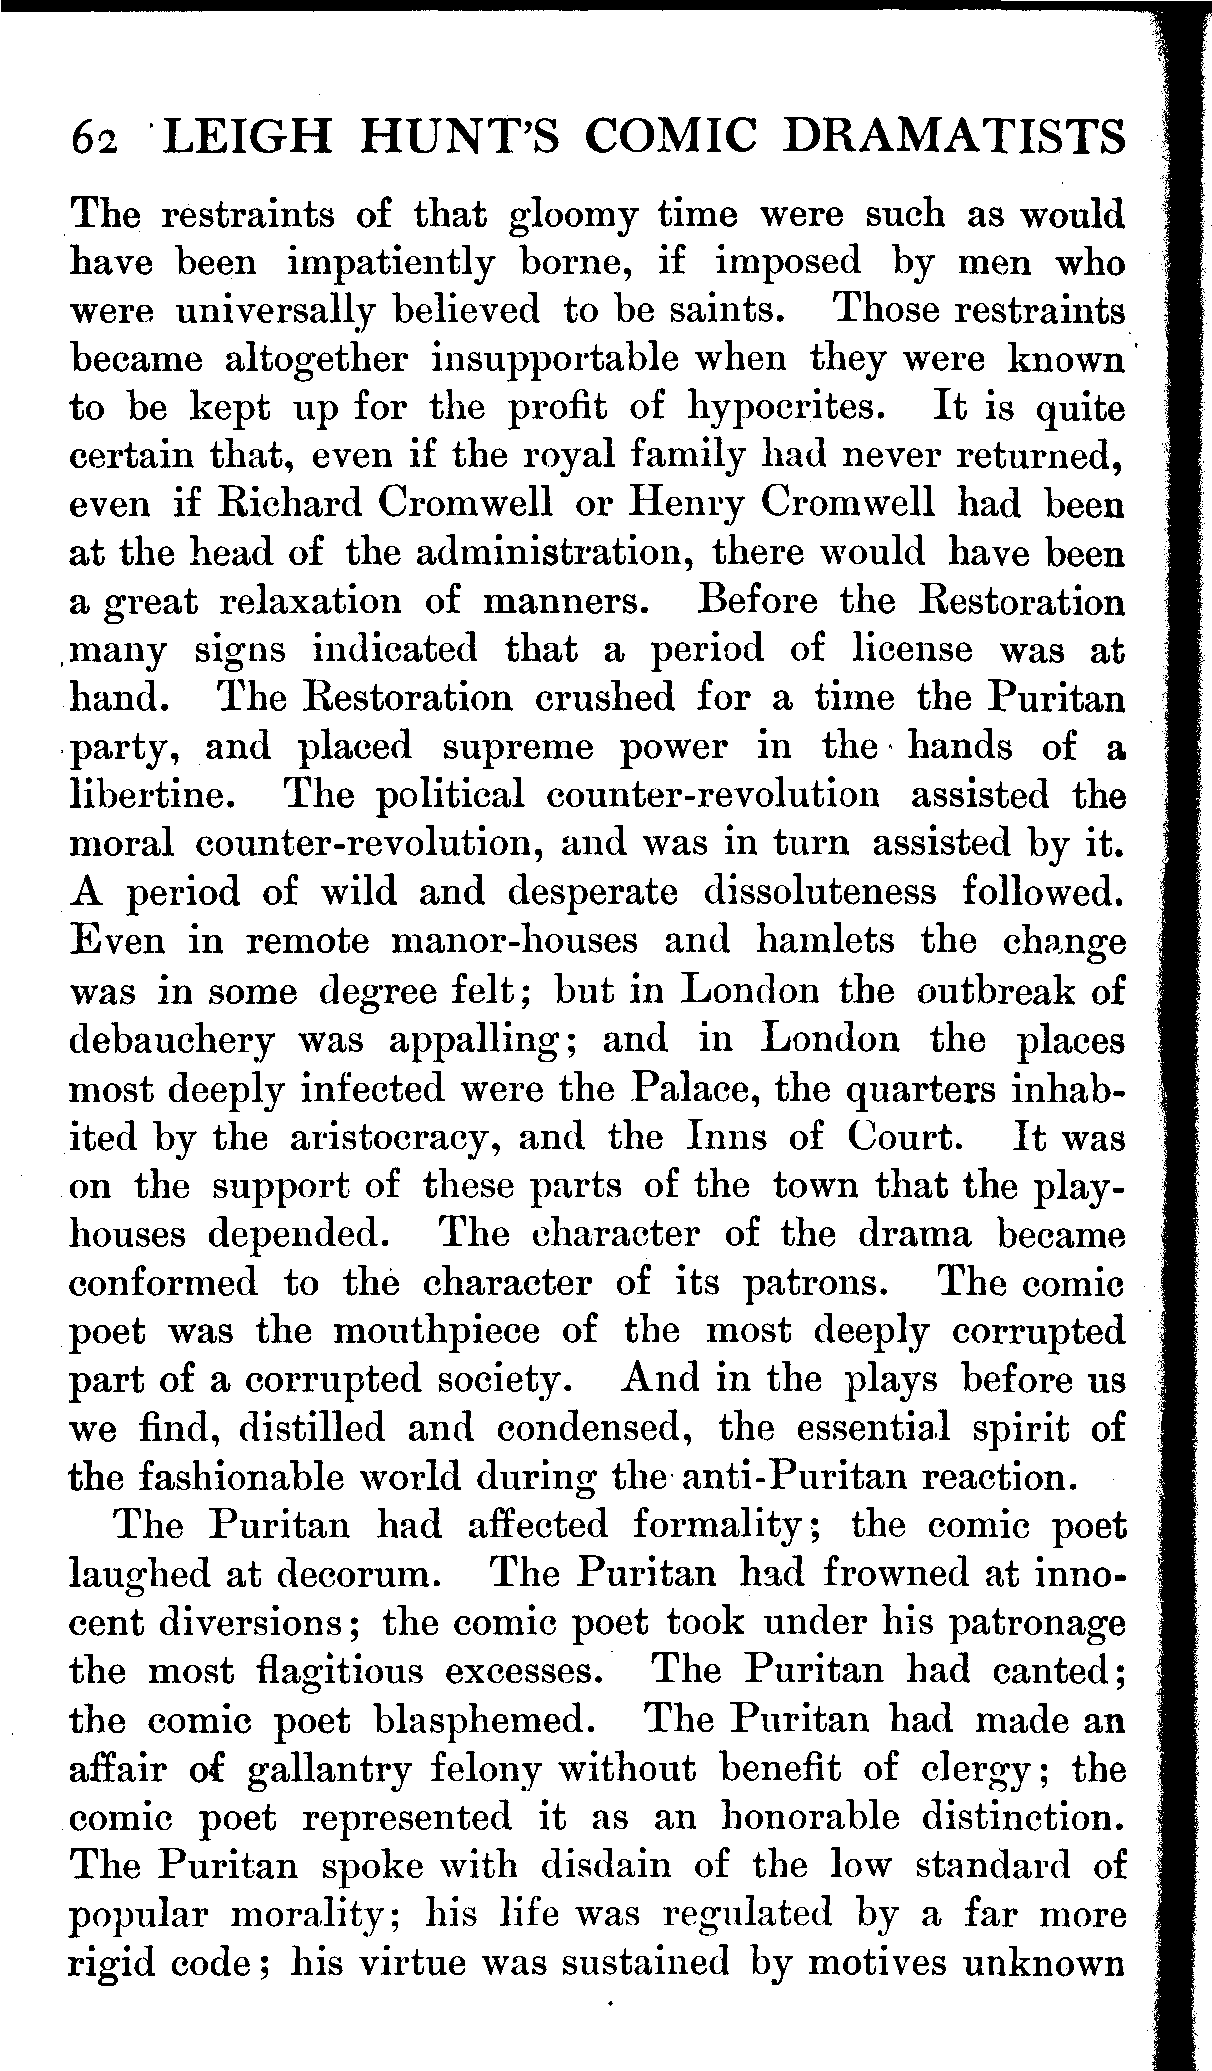 62 LEIGH HUNT'S COMIC DRAMATISTS
The restraints of that gloomy time were such as would
have been impatiently borne, if imposed by men who
were universally believed to be saints. Those restraints
became altogether insupportable when they were known
to be kept up for the profit of hypocrites. It is quite
certain that, even if the royal family had never returned,
even if Richard Cromwell or Henry Cromwell had been
at the head of the administration, there would have been
a great relaxation of manners. Before the Restoration
many signs indicated that a period of license was at
hand. The Restoration crushed for a time the Puritan
party, and placed supreme power in the hands of a
libertine. The political counter-revolution assisted the
moral counter-revolution, and was in turn assisted by it.
A period of wild and desperate dissoluteness followed.
Even in remote manor-houses and hamlets the change
was in some degree felt; but in London the outbreak of
debauchery was appalling; and in London the places
most deeply infected were the Palace, the quarters inhab-
ited by the aristocracy, and the Inns of Court. It was
on the support of these parts of the town that the play-
houses depended. The character of the drama became
conformed to the character of its patrons. The comic
poet was the mouthpiece of the most deeply corrupted
part of a corrupted society. And in the plays before us
we find, distilled and condensed, the essential spirit of
the fashionable world during the anti-Puritan reaction.
The Puritan had affected formality; the comic poet
laughed at decorum. The Puritan had frowned at inno-
cent diversions; the comic poet took under his patronage
the most flagitious excesses. The Puritan had canted;
the comic poet blasphemed. The Puritan had made an
affair of gallantry felony without benefit of clergy; the
comic poet represented it as an honorable distinction.
The Puritan spoke with disdain of the low standard of
popular morality; his life was regulated by a far more
rigid code; his virtue was sustained by motives unknown